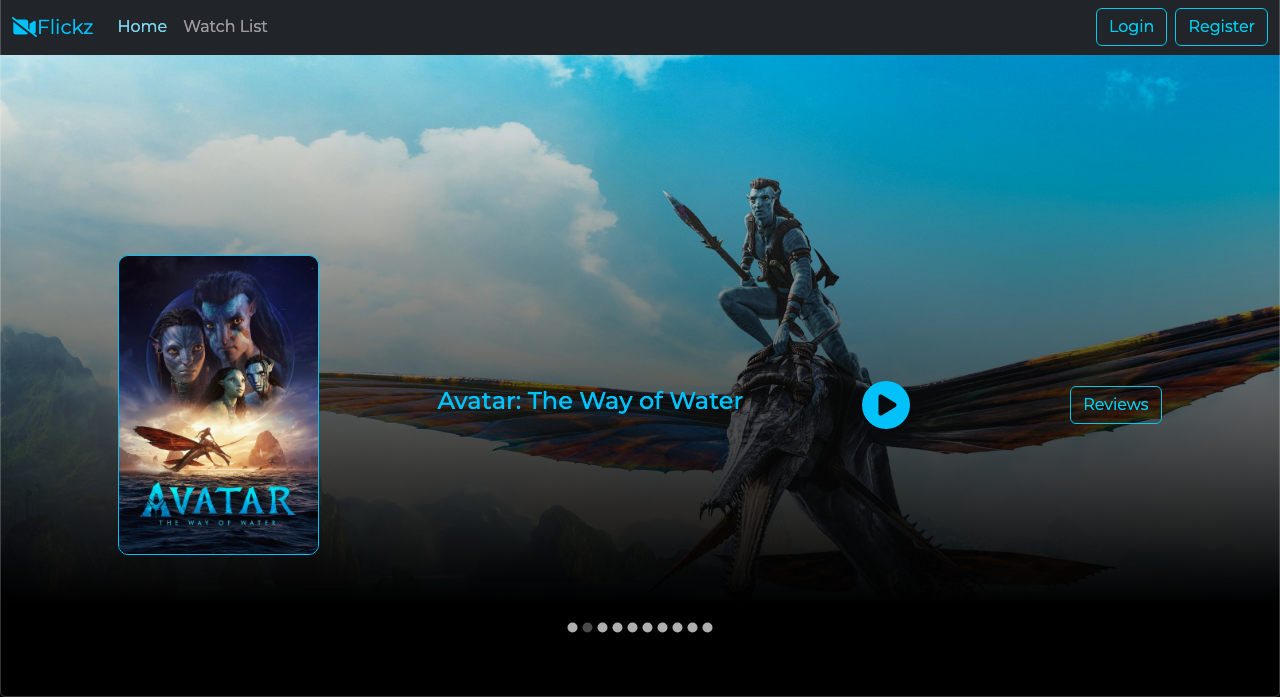 Flickz Home Watch List Login Register
Avatar: The Way of Water
Reviews
AVATAR
THE WAY OF WATER